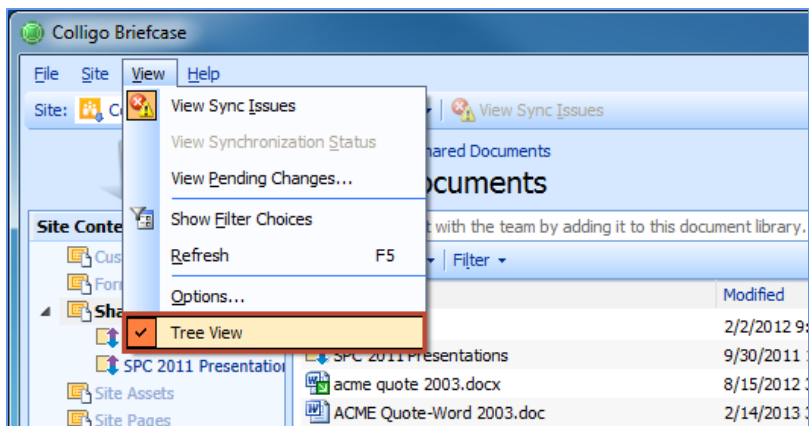 Colligo Briefcase
File Site View Help
Site: View Sync Issues
View Sync Issues
View Synchronization Status
View Pending Changes...
Show Filter Choices
Refresh F5
Options...
Tree View
Shared Documents
t with the team by adding it to this document library.
Filter
Site Conte
Modified
2/2/2012 9:
SPC 2011 Presentations 9/30/2011
SPC 2011 Presentation
acme quote 2003.docx 8/15/2012
Site Assets
ACME Quote-Word 2003.doc 2/14/2013
Site Pages